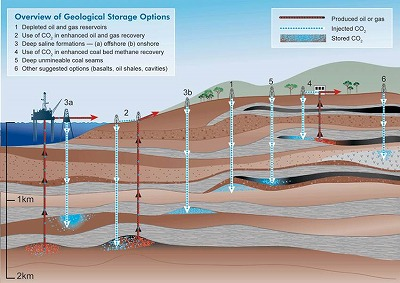 Overview of Geological Storage Options
1 Depleted oil and gas reservoirs
2 Use of CO₂ in enhanced oil and gas recovery
3 Deep saline formations — (a) offshore (b) onshore
4 Use of CO₂ in enhanced coal bed methane recovery
5 Deep unmineable coal seams
6 Other suggested options (basalts, oil shales, cavities)
Produced oil or gas
Injected CO₂
Stored CO₂
3a
2
3b
1
5
4
6
1km
2km